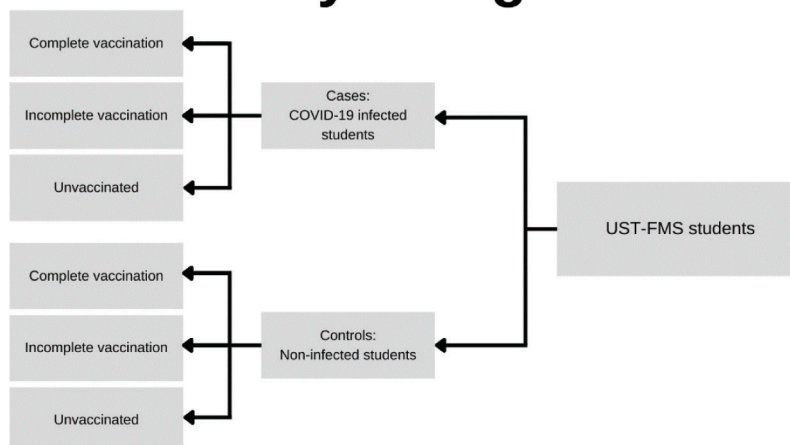 Complete vaccination
Incomplete vaccination
Unvaccinated
Cases:
COVID-19 infected
students
UST-FMS students
Complete vaccination
Incomplete vaccination
Unvaccinated
Controls:
Non-infected students